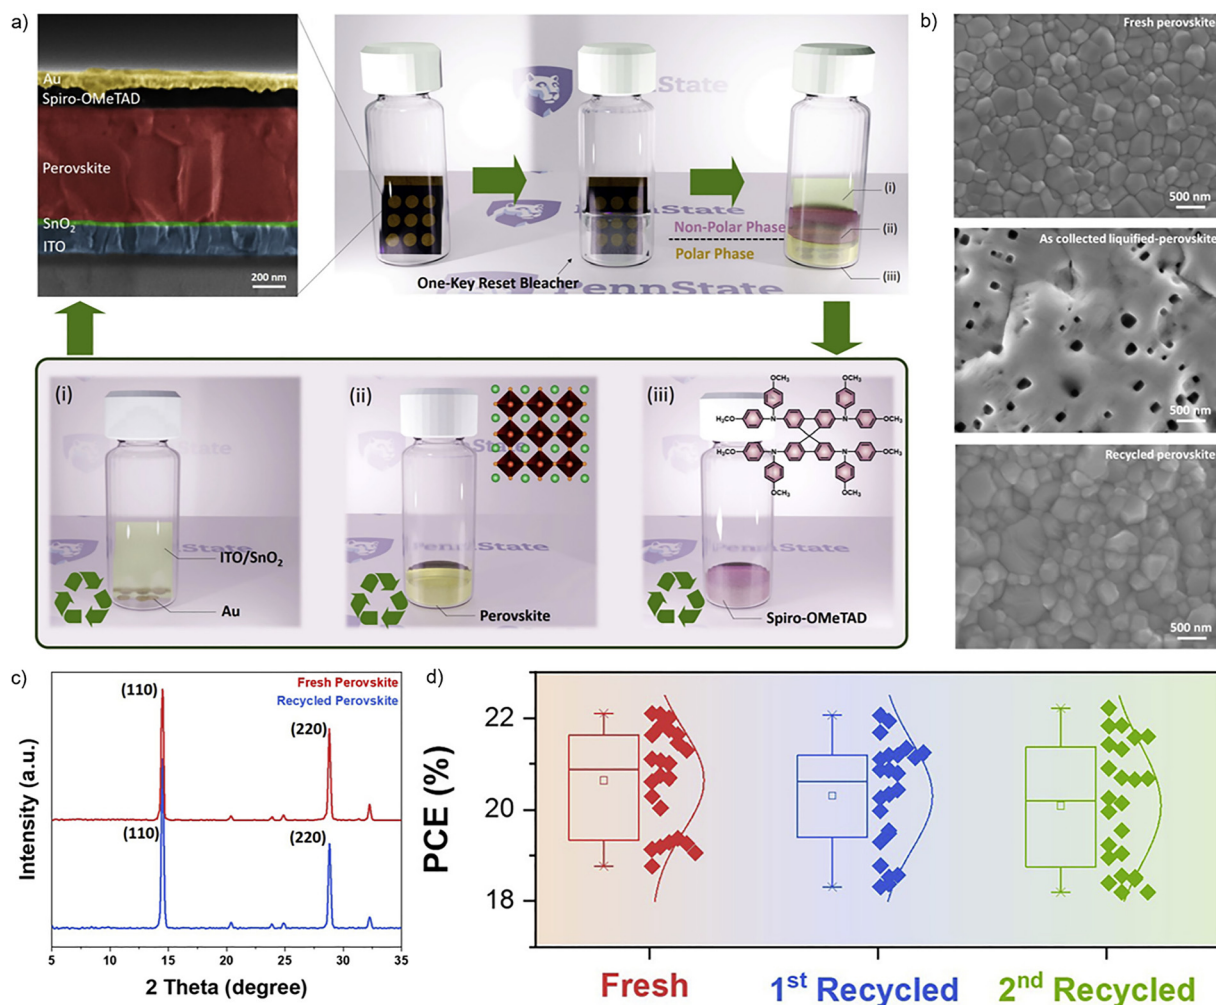 a)
Au
Spiro-OMeTAD
Perovskite
SnO₂
ITO
200 nm
PennState
PennState
Non-Polar Phase
Polar Phase
(i)
(ii)
(iii)
One-Key Reset Bleacher
PennState
(i)
ITO/SnO₂
Au
(ii)
PennState
Perovskite
(iii)
OCH₃
OCH₃
H₃CO
N
N
OCH₃
H₃CO
N
N
OCH₃
OCH₃
OCH₃
Spiro-OMeTAD
b)
Fresh perovskite
500 nm
As collected liquified-perovskite
500 nm
Recycled perovskite
500 nm
c)
Fresh Perovskite
Recycled Perovskite
(110)
(220)
(110)
(220)
Intensity (a.u.)
5 10 15 20 25 30 35
2 Theta (degree)
d)
PCE (%)
22
20
18
Fresh
1st Recycled
2nd Recycled